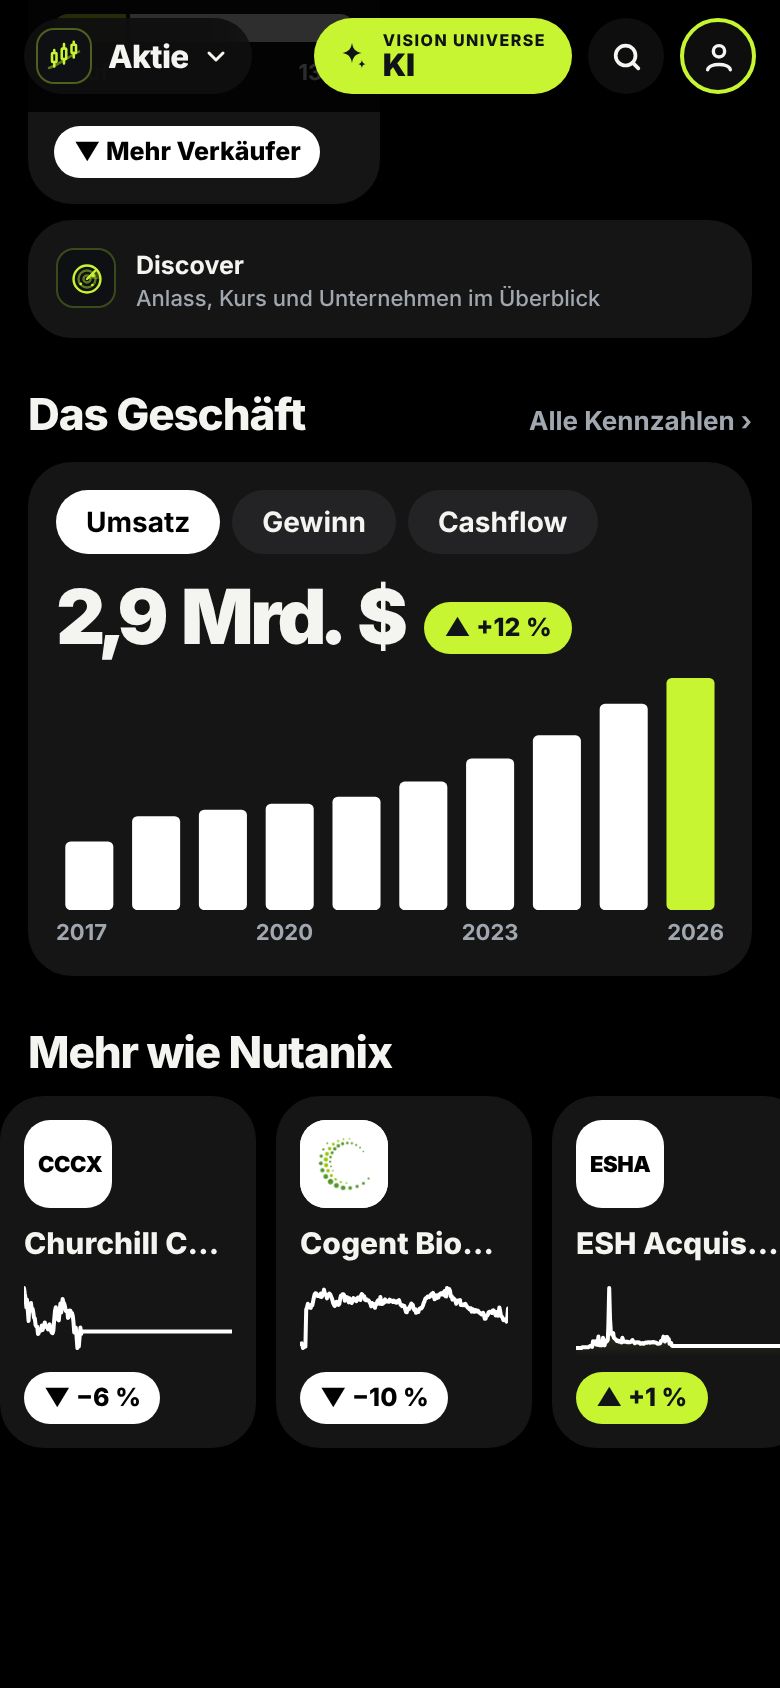 Aktie
VISION UNIVERSE
KI
▼ Mehr Verkäufer
Discover
Anlass, Kurs und Unternehmen im Überblick
Das Geschäft
Alle Kennzahlen ›
Umsatz
Gewinn
Cashflow
2,9 Mrd. $
▲ +12 %
2017
2020
2023
2026
Mehr wie Nutanix
CCCX
ESHA
Churchill C...
Cogent Bio...
ESH Acquis...
▼ −6 %
▼ −10 %
▲ +1 %